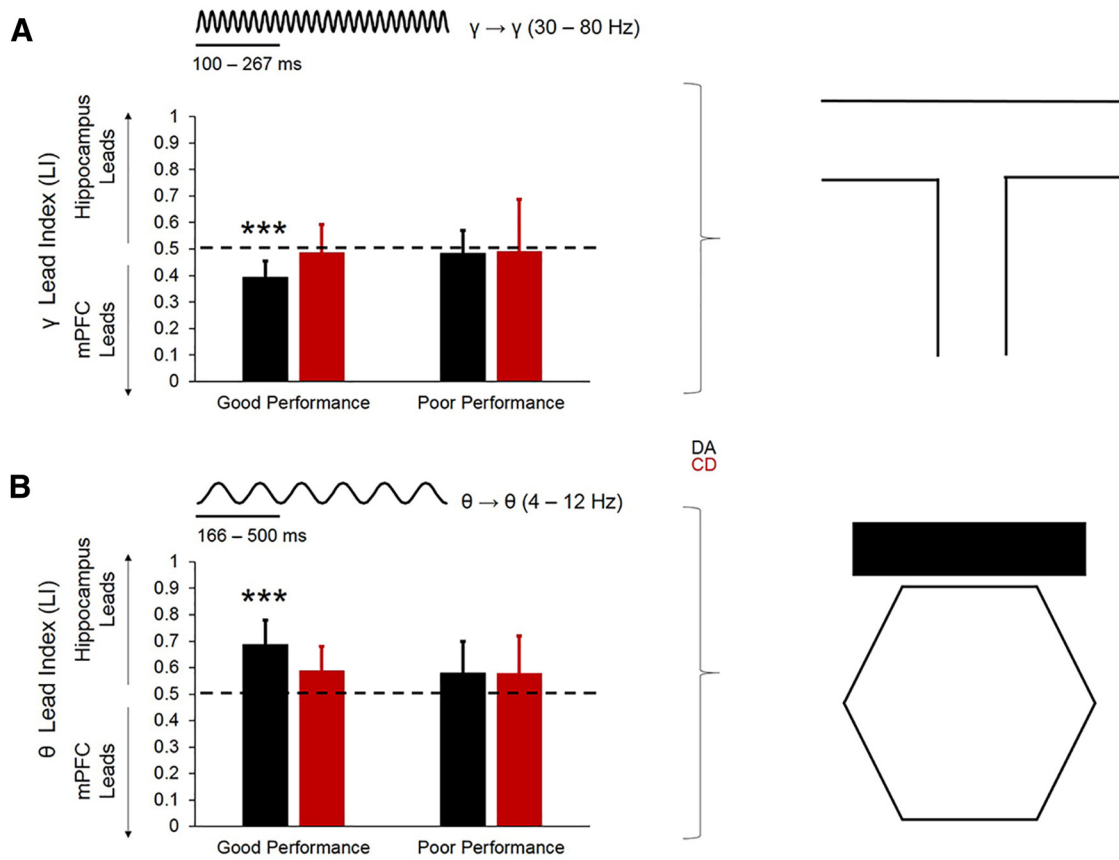 A
γ → γ (30 – 80 Hz)
100 – 267 ms
γ Lead Index (LI)
Hippocampus
Leads
mPFC
Leads
1
0.9
0.8
0.7
0.6
0.5
0.4
0.3
0.2
0.1
0
***
Good Performance
Poor Performance
DA
CD
B
θ → θ (4 – 12 Hz)
166 – 500 ms
θ Lead Index (LI)
Hippocampus
Leads
mPFC
Leads
1
0.9
0.8
0.7
0.6
0.5
0.4
0.3
0.2
0.1
0
***
Good Performance
Poor Performance